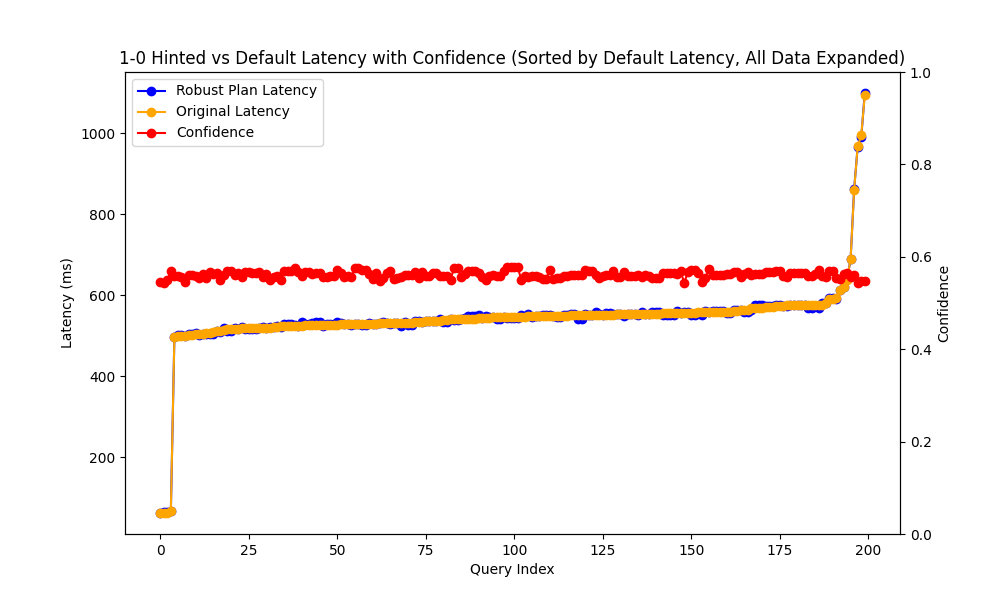 1-0 Hinted vs Default Latency with Confidence (Sorted by Default Latency, All Data Expanded)
Robust Plan Latency
Original Latency
Confidence
Latency (ms)
1000
800
600
400
200
1.0
0.8
0.6
0.4
0.2
0.0
Confidence
0 25 50 75 100 125 150 175 200
Query Index